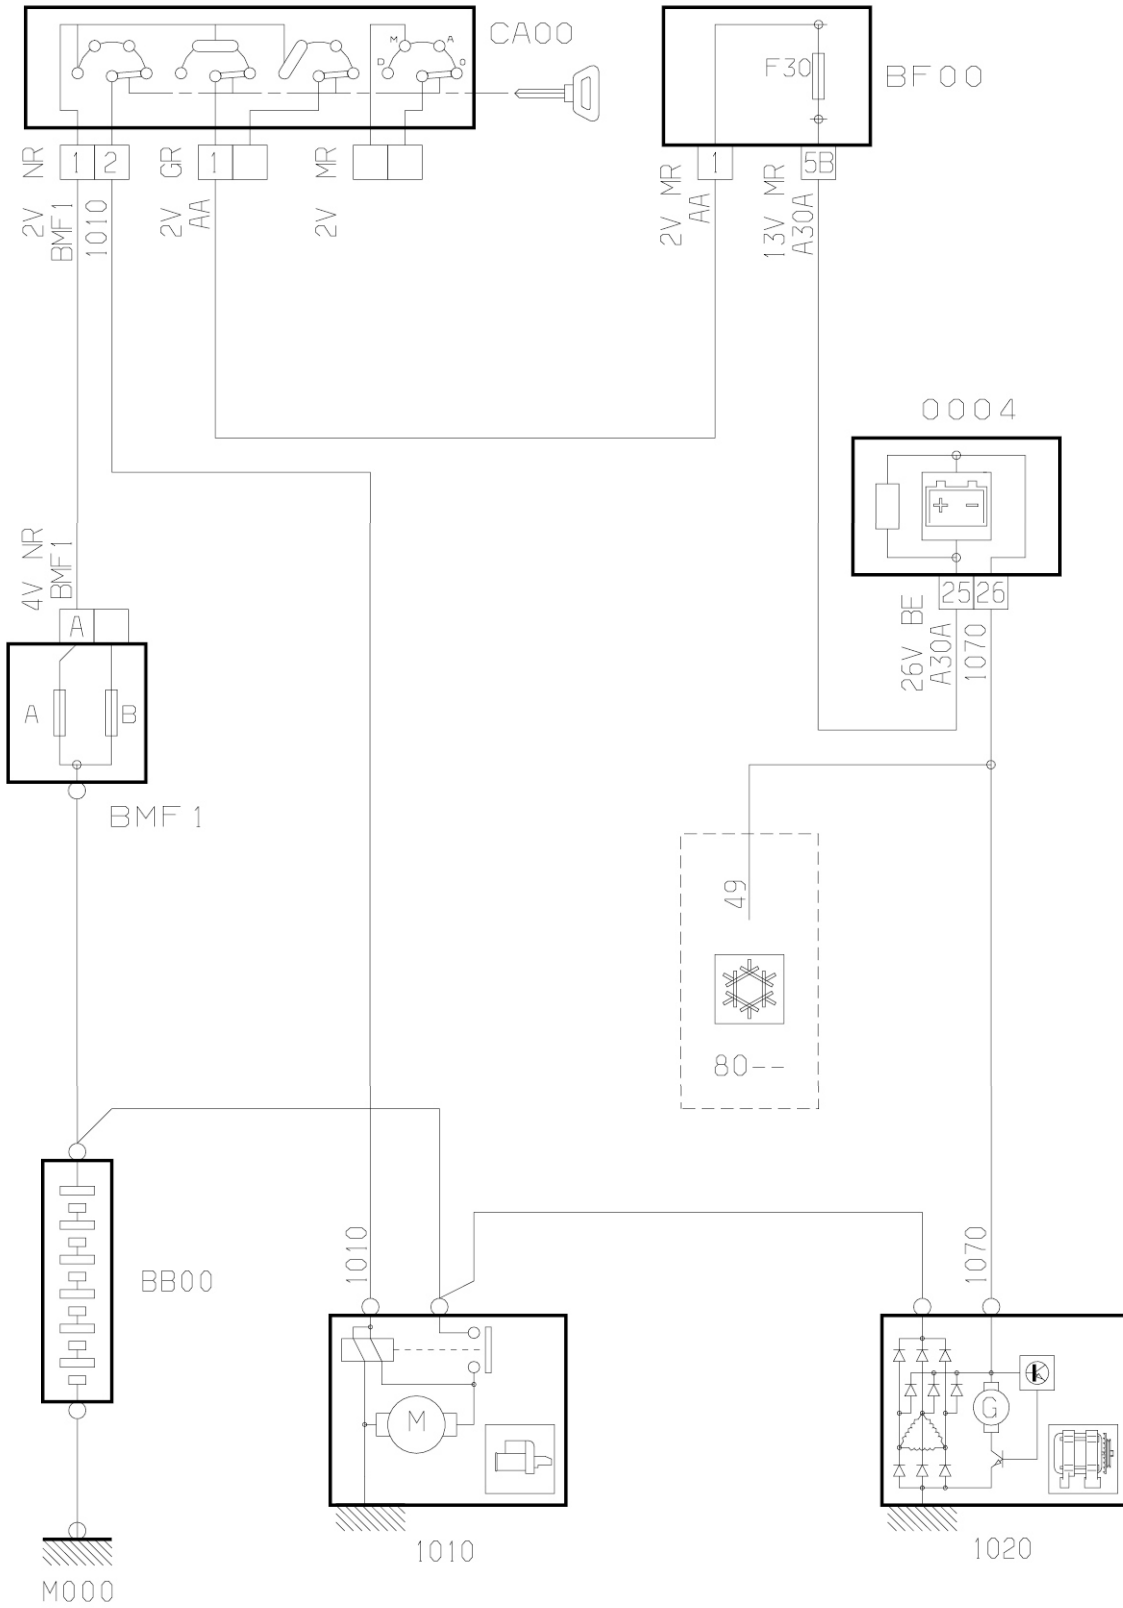 CA00
M A
D O
F30
BF00
1 2
1
1
5B
2V NR
BMF1
1010
2V GR
AA
2V MR
2V MR
AA
13V MR
A30A
0004
+ -
25 26
26V BE
A30A
1070
4V NR
BMF1
A
A
B
BMF1
49
80--
BB00
1010
1070
M
G
1010
1020
M000